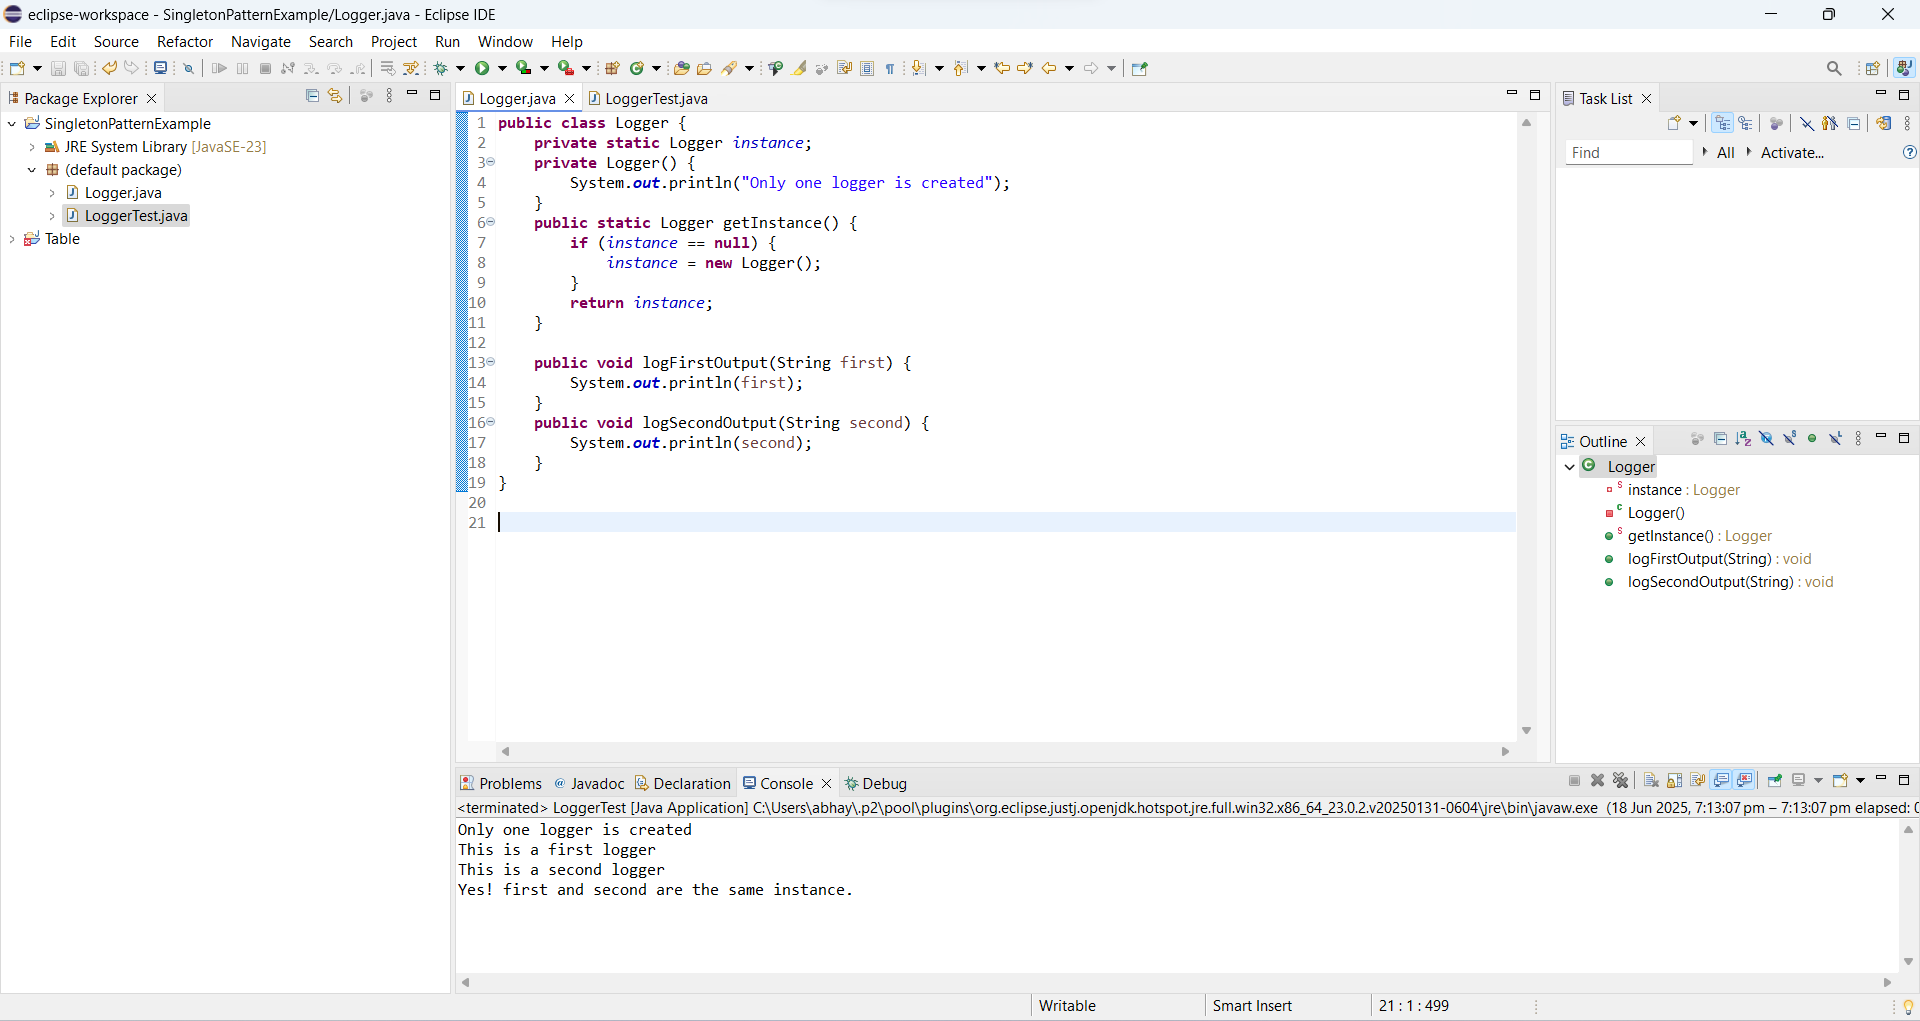 eclipse-workspace - SingletonPatternExample/Logger.java - Eclipse IDE
File Edit Source Refactor Navigate Search Project Run Window Help
Package Explorer
SingletonPatternExample
JRE System Library [JavaSE-23]
(default package)
Logger.java
LoggerTest.java
Table
Logger.java LoggerTest.java
1 public class Logger {
2     private static Logger instance;
3     private Logger() {
4         System.out.println("Only one logger is created");
5     }
6     public static Logger getInstance() {
7         if (instance == null) {
8             instance = new Logger();
9         }
10         return instance;
11     }
12
13     public void logFirstOutput(String first) {
14         System.out.println(first);
15     }
16     public void logSecondOutput(String second) {
17         System.out.println(second);
18     }
19 }
20
21
Task List
Find All Activate...
Outline
Logger
instance : Logger
Logger()
getInstance() : Logger
logFirstOutput(String) : void
logSecondOutput(String) : void
Problems Javadoc Declaration Console Debug
<terminated> LoggerTest [Java Application] C:\Users\abhay\.p2\pool\plugins\org.eclipse.justj.openjdk.hotspot.jre.full.win32.x86_64_23.0.2.v20250131-0604\jre\bin\javaw.exe (18 Jun 2025, 7:13:07 pm – 7:13:07 pm elapsed: 0
Only one logger is created
This is a first logger
This is a second logger
Yes! first and second are the same instance.
Writable Smart Insert 21 : 1 : 499